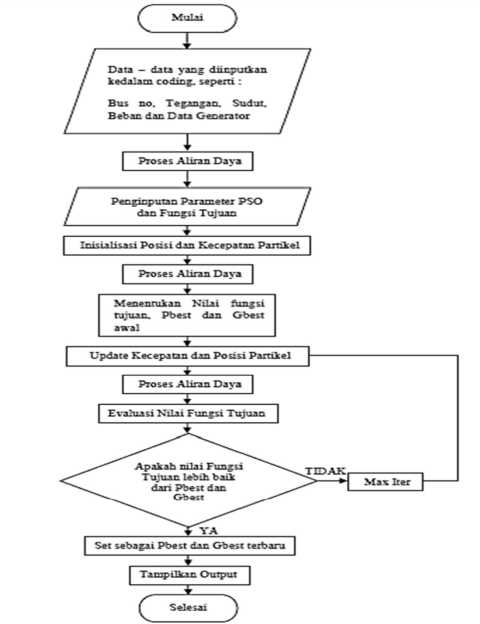 Mulai
Data – data yang diinputkan
kedalam coding, seperti :
Bus no, Tegangan, Sudut,
Beban dan Data Generator
Proses Aliran Daya
Penginputan Parameter PSO
dan Fungsi Tujuan
Inisialisasi Posisi dan Kecepatan Partikel
Proses Aliran Daya
Menentukan Nilai fungsi
tujuan, Pbest dan Gbest
awal
Update Kecepatan dan Posisi Partikel
Proses Aliran Daya
Evaluasi Nilai Fungsi Tujuan
Apakah nilai Fungsi
Tujuan lebih baik
dari Pbest dan
Gbest
TIDAK
Max Iter
YA
Set sebagai Pbest dan Gbest terbaru
Tampilkan Output
Selesai